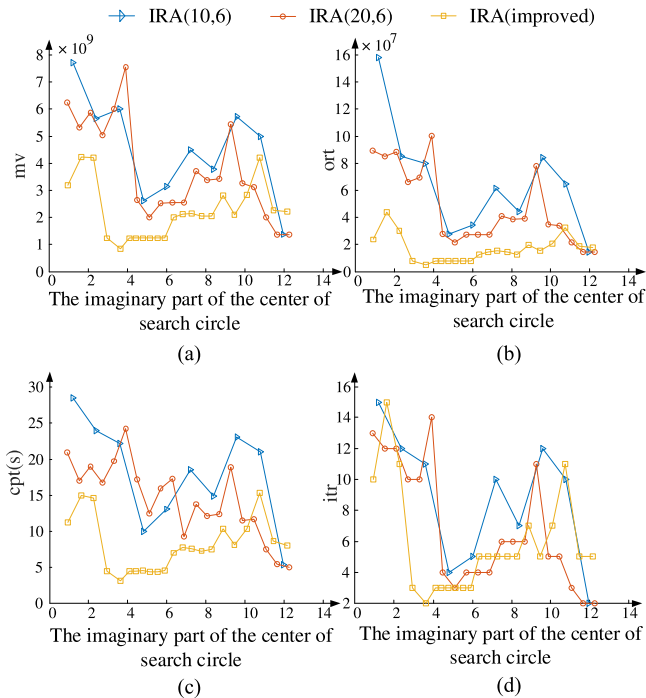 IRA(10,6) IRA(20,6) IRA(improved)
× 10⁹
mv
8
7
6
5
4
3
2
1
0
0 2 4 6 8 10 12 14
The imaginary part of the center of
search circle
(a)
× 10⁷
ort
16
14
12
10
8
6
4
2
0
0 2 4 6 8 10 12 14
The imaginary part of the center of
search circle
(b)
cpt(s)
30
25
20
15
10
5
0
0 2 4 6 8 10 12 14
The imaginary part of the center of
search circle
(c)
itr
16
14
12
10
8
6
4
2
0 2 4 6 8 10 12 14
The imaginary part of the center of
search circle
(d)